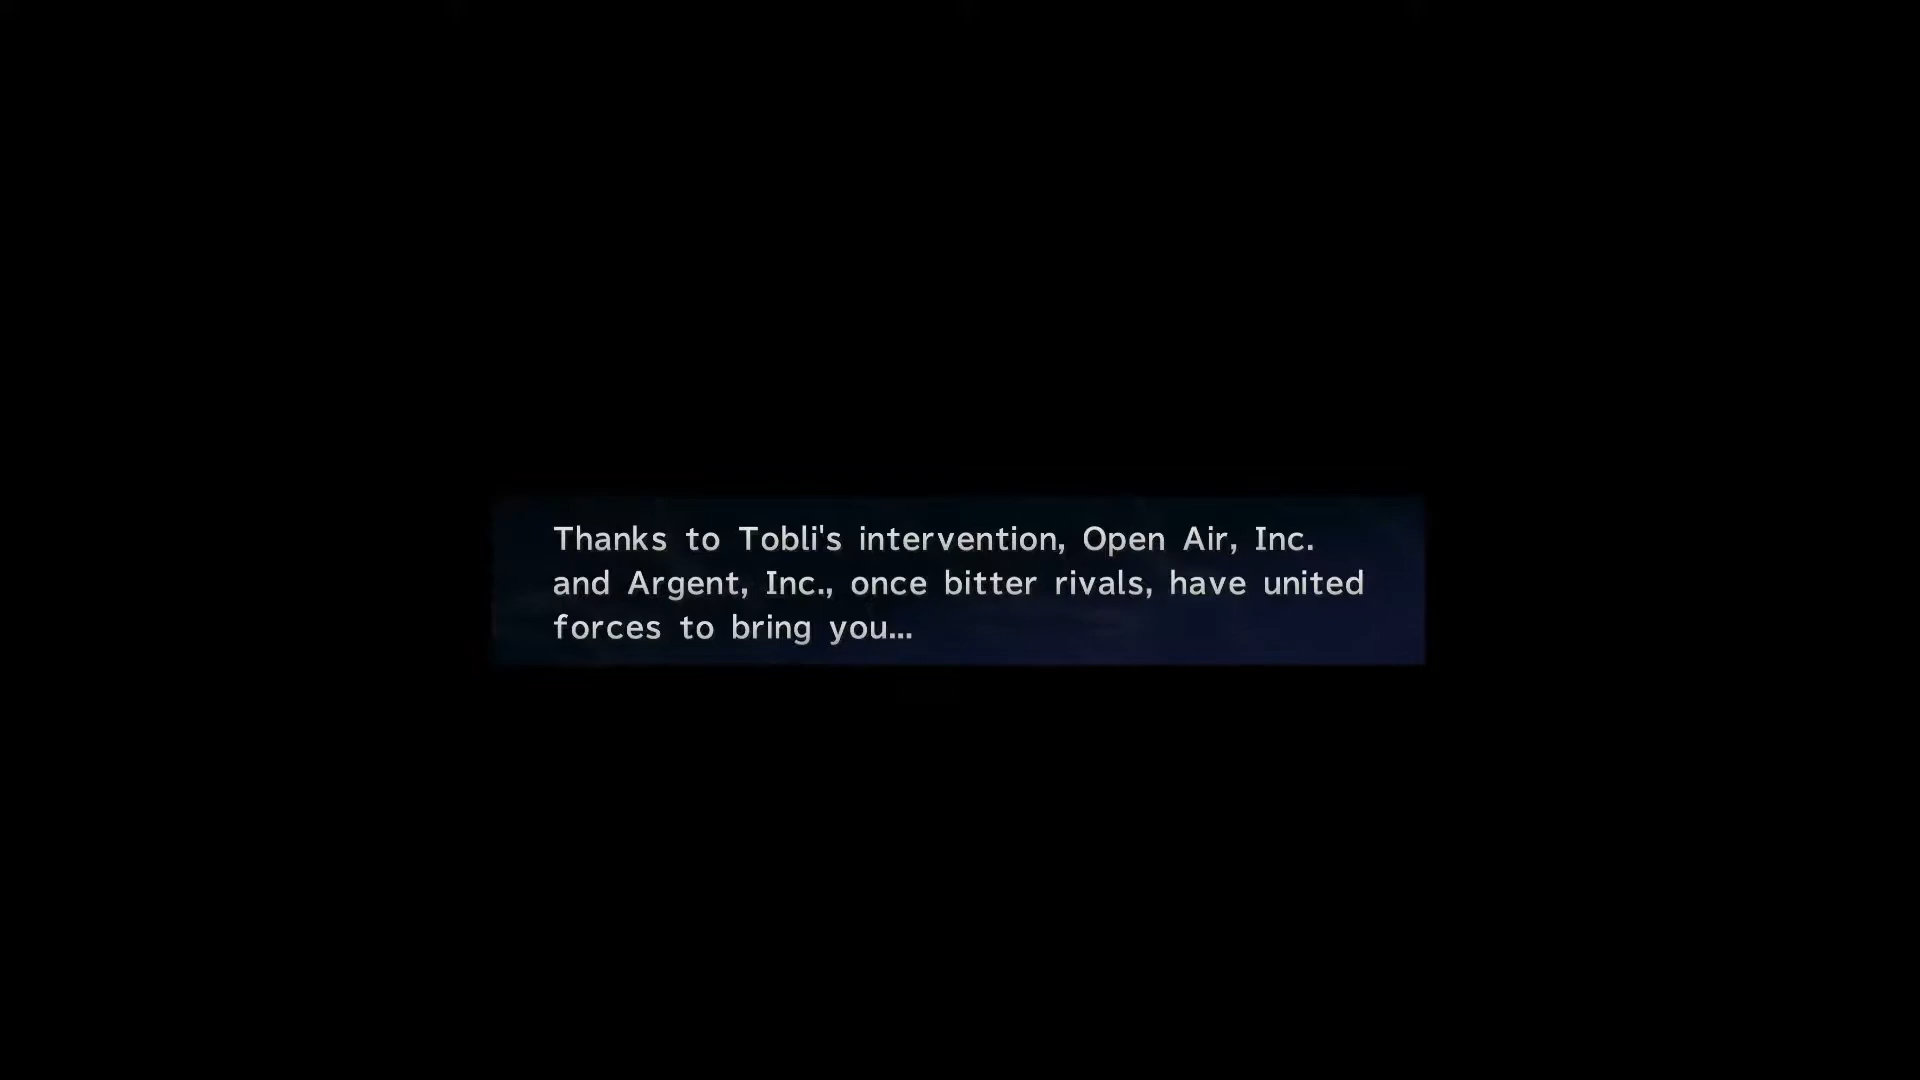 Thanks to Tobli's intervention, Open Air, Inc.
and Argent, Inc., once bitter rivals, have united
forces to bring you...